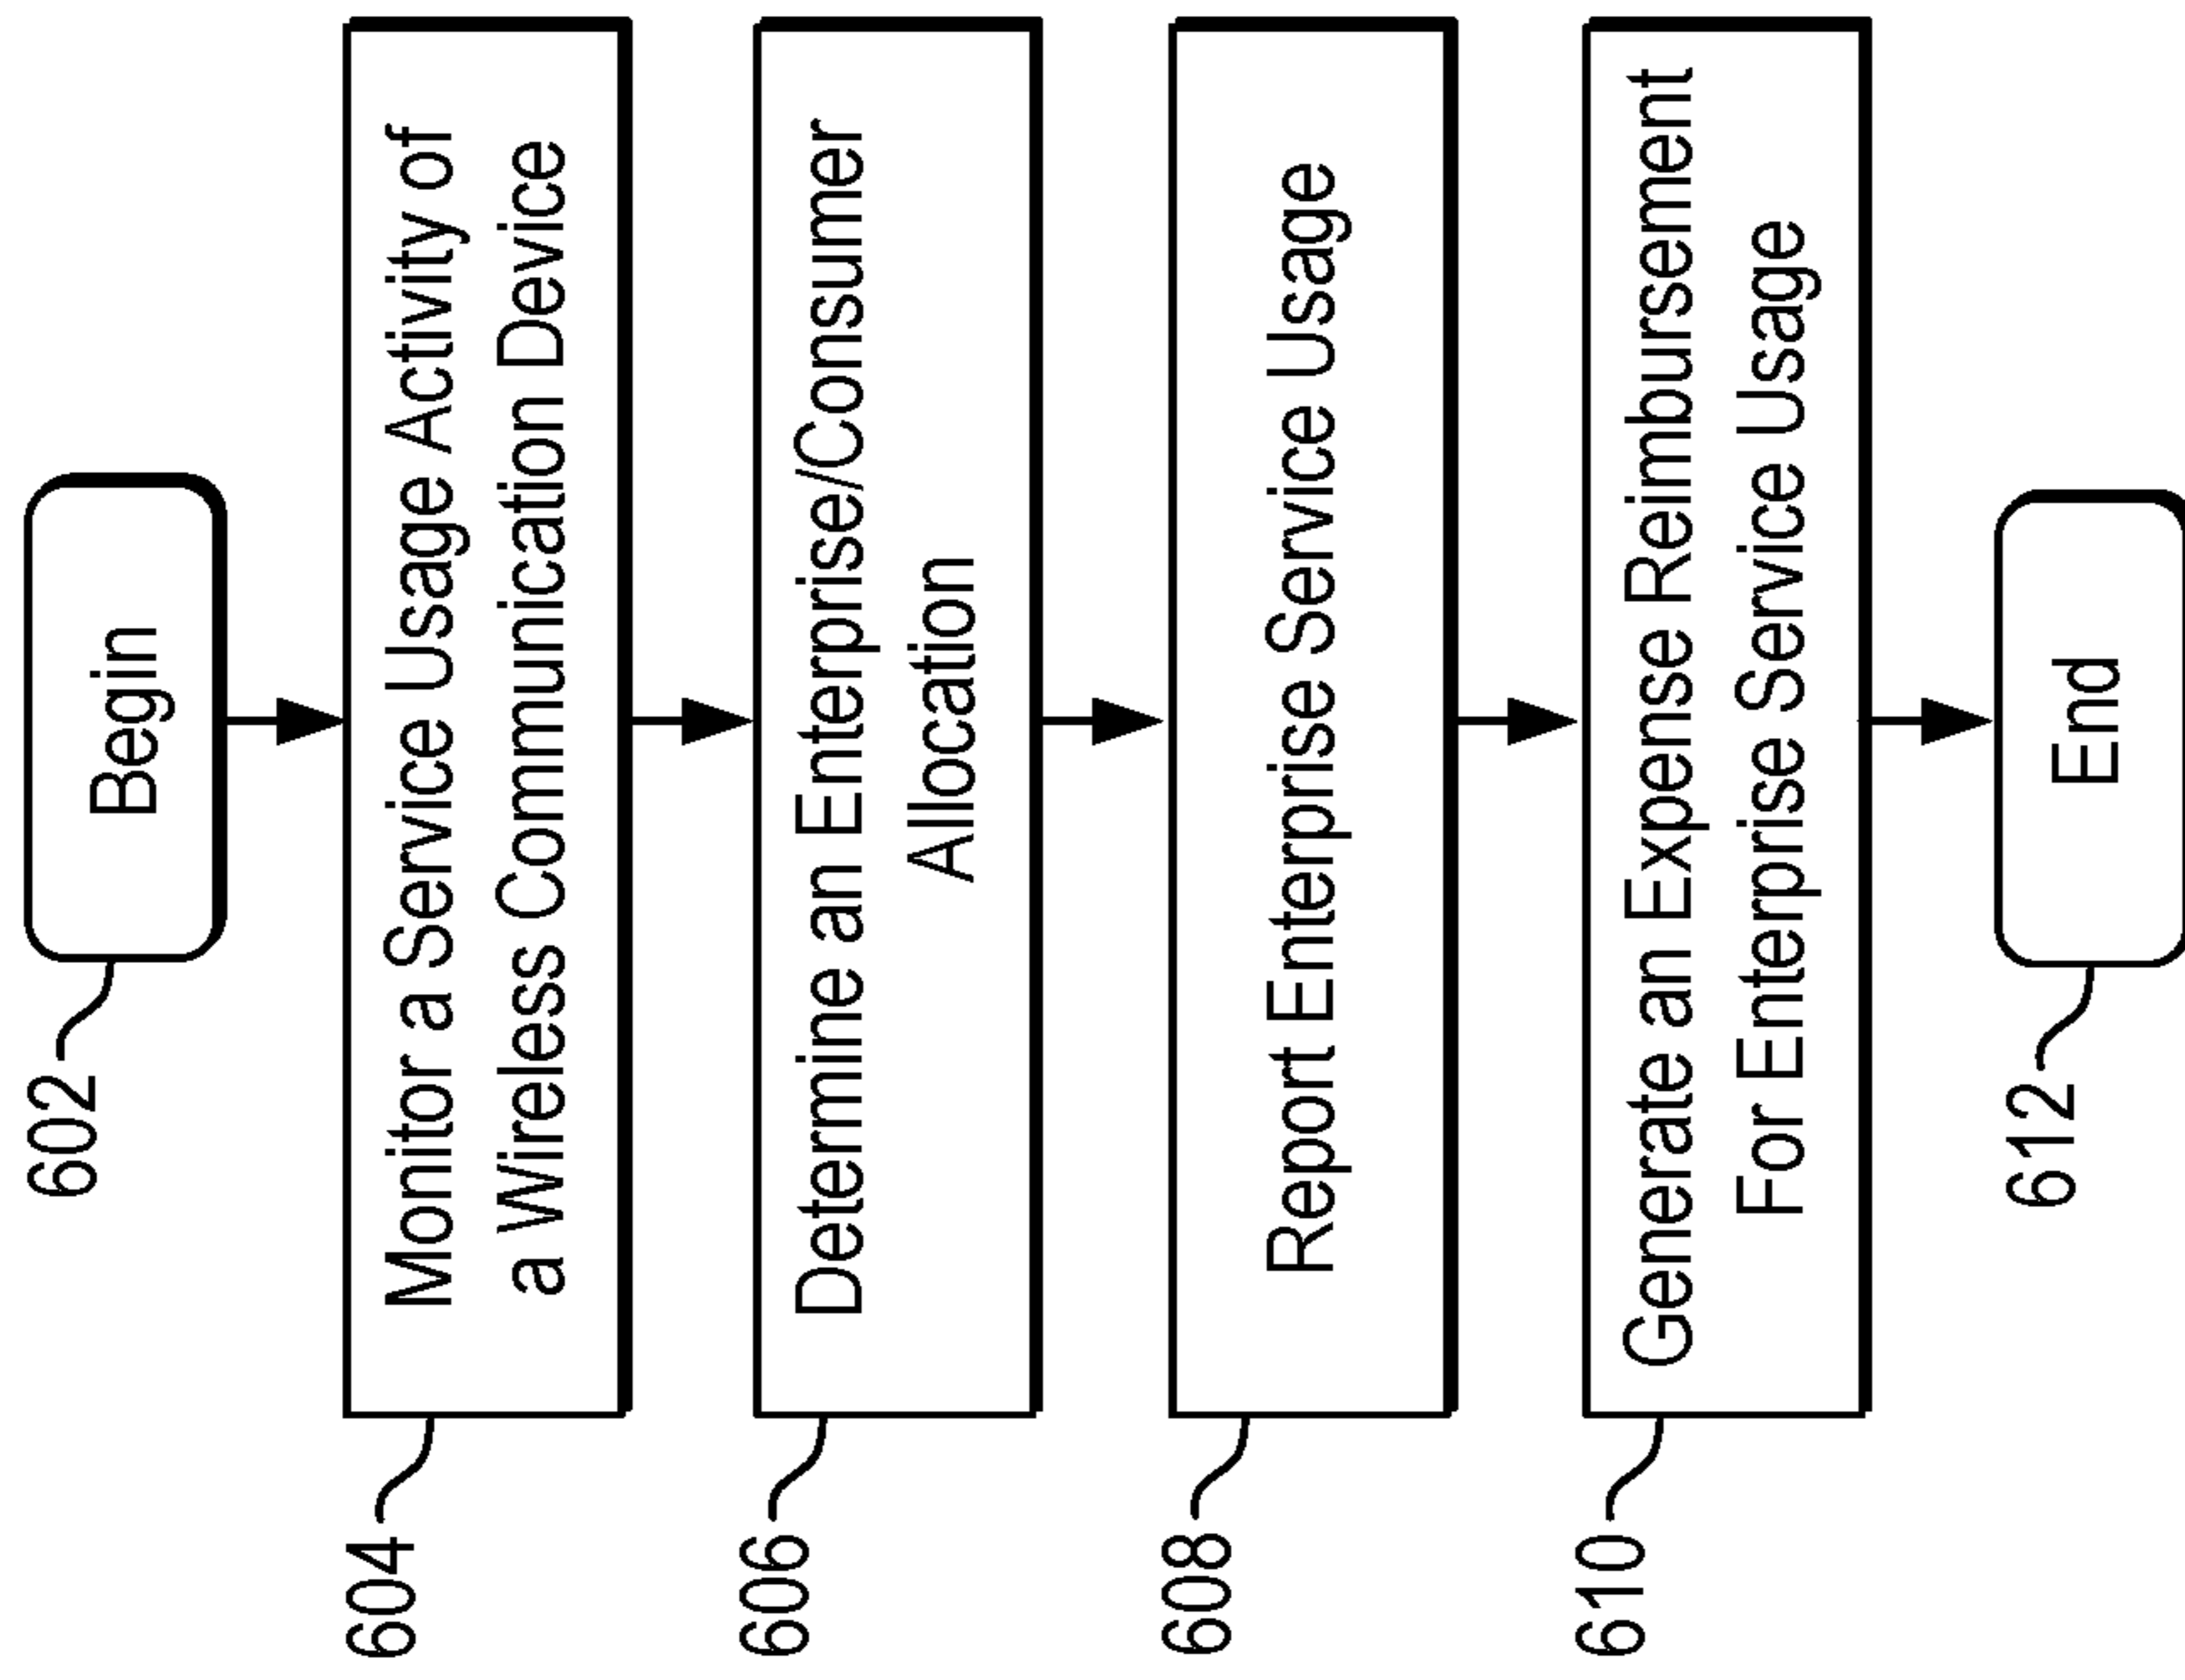 602
Begin
604
Monitor a Service Usage Activity of
a Wireless Communication Device
606
Determine an Enterprise/Consumer
Allocation
608
Report Enterprise Service Usage
610
Generate an Expense Reimbursement
For Enterprise Service Usage
612
End